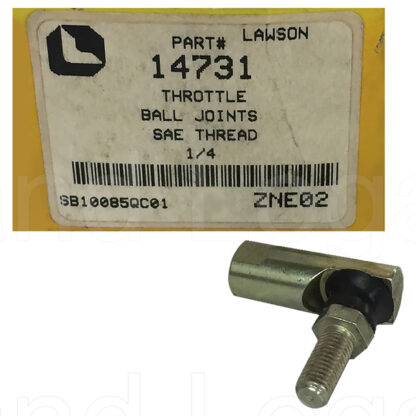 PART# LAWSON
14731
THROTTLE
BALL JOINTS
SAE THREAD
1/4
SB10085QC01 ZNE02